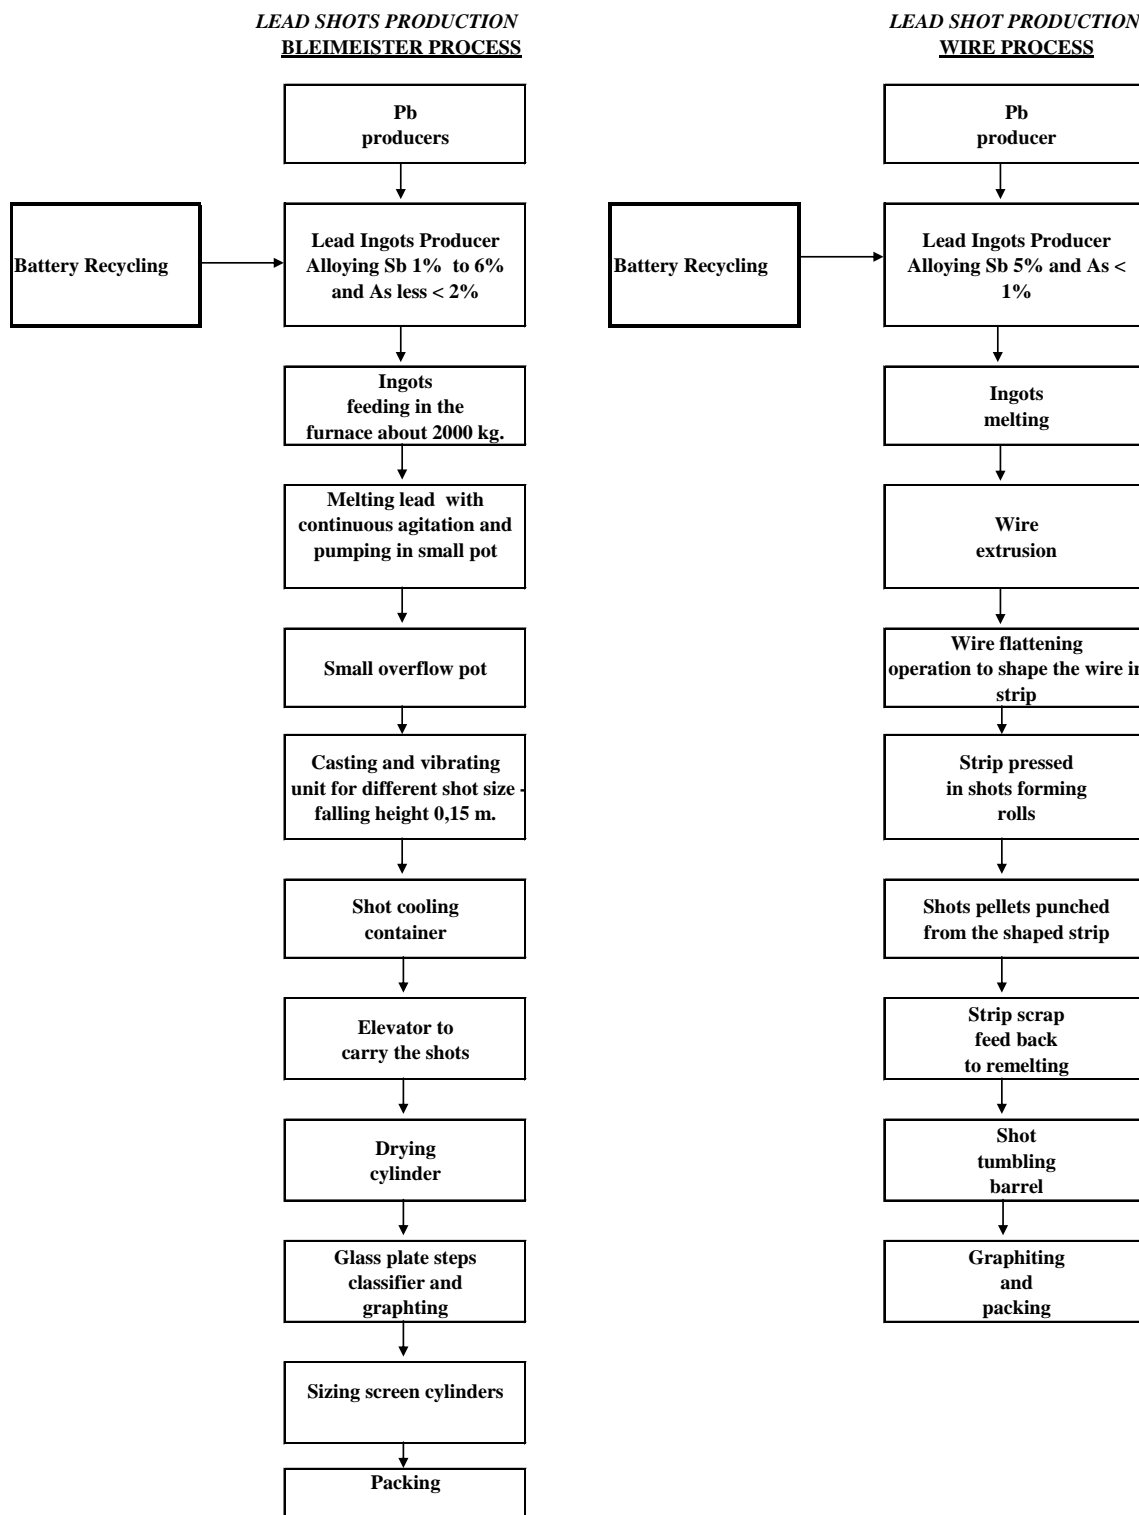 LEAD SHOTS PRODUCTION
BLEIMEISTER PROCESS
Pb
producers
Battery Recycling
Lead Ingots Producer
Alloying Sb 1% to 6%
and As less < 2%
Ingots
feeding in the
furnace about 2000 kg.
Melting lead with
continuous agitation and
pumping in small pot
Small overflow pot
Casting and vibrating
unit for different shot size -
falling height 0,15 m.
Shot cooling
container
Elevator to
carry the shots
Drying
cylinder
Glass plate steps
classifier and
graphting
Sizing screen cylinders
Packing
LEAD SHOT PRODUCTION
WIRE PROCESS
Pb
producer
Battery Recycling
Lead Ingots Producer
Alloying Sb 5% and As <
1%
Ingots
melting
Wire
extrusion
Wire flattening
operation to shape the wire in
strip
Strip pressed
in shots forming
rolls
Shots pellets punched
from the shaped strip
Strip scrap
feed back
to remelting
Shot
tumbling
barrel
Graphiting
and
packing